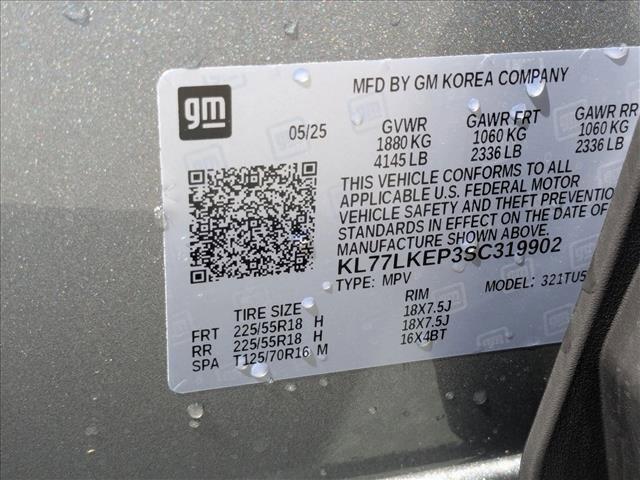 MFD BY GM KOREA COMPANY
gm
05/25
GVWR GAWR FRT GAWR RR
1880 KG 1060 KG 1060 KG
4145 LB 2336 LB 2336 LB
THIS VEHICLE CONFORMS TO ALL
APPLICABLE U.S. FEDERAL MOTOR
VEHICLE SAFETY AND THEFT PREVENTION
STANDARDS IN EFFECT ON THE DATE OF
MANUFACTURE SHOWN ABOVE.
KL77LKEP3SC319902
TYPE: MPV MODEL: 321TU5
TIRE SIZE RIM
FRT 225/55R18 H 18X7.5J
RR 225/55R18 H 18X7.5J
SPA T125/70R16 M 16X4BT